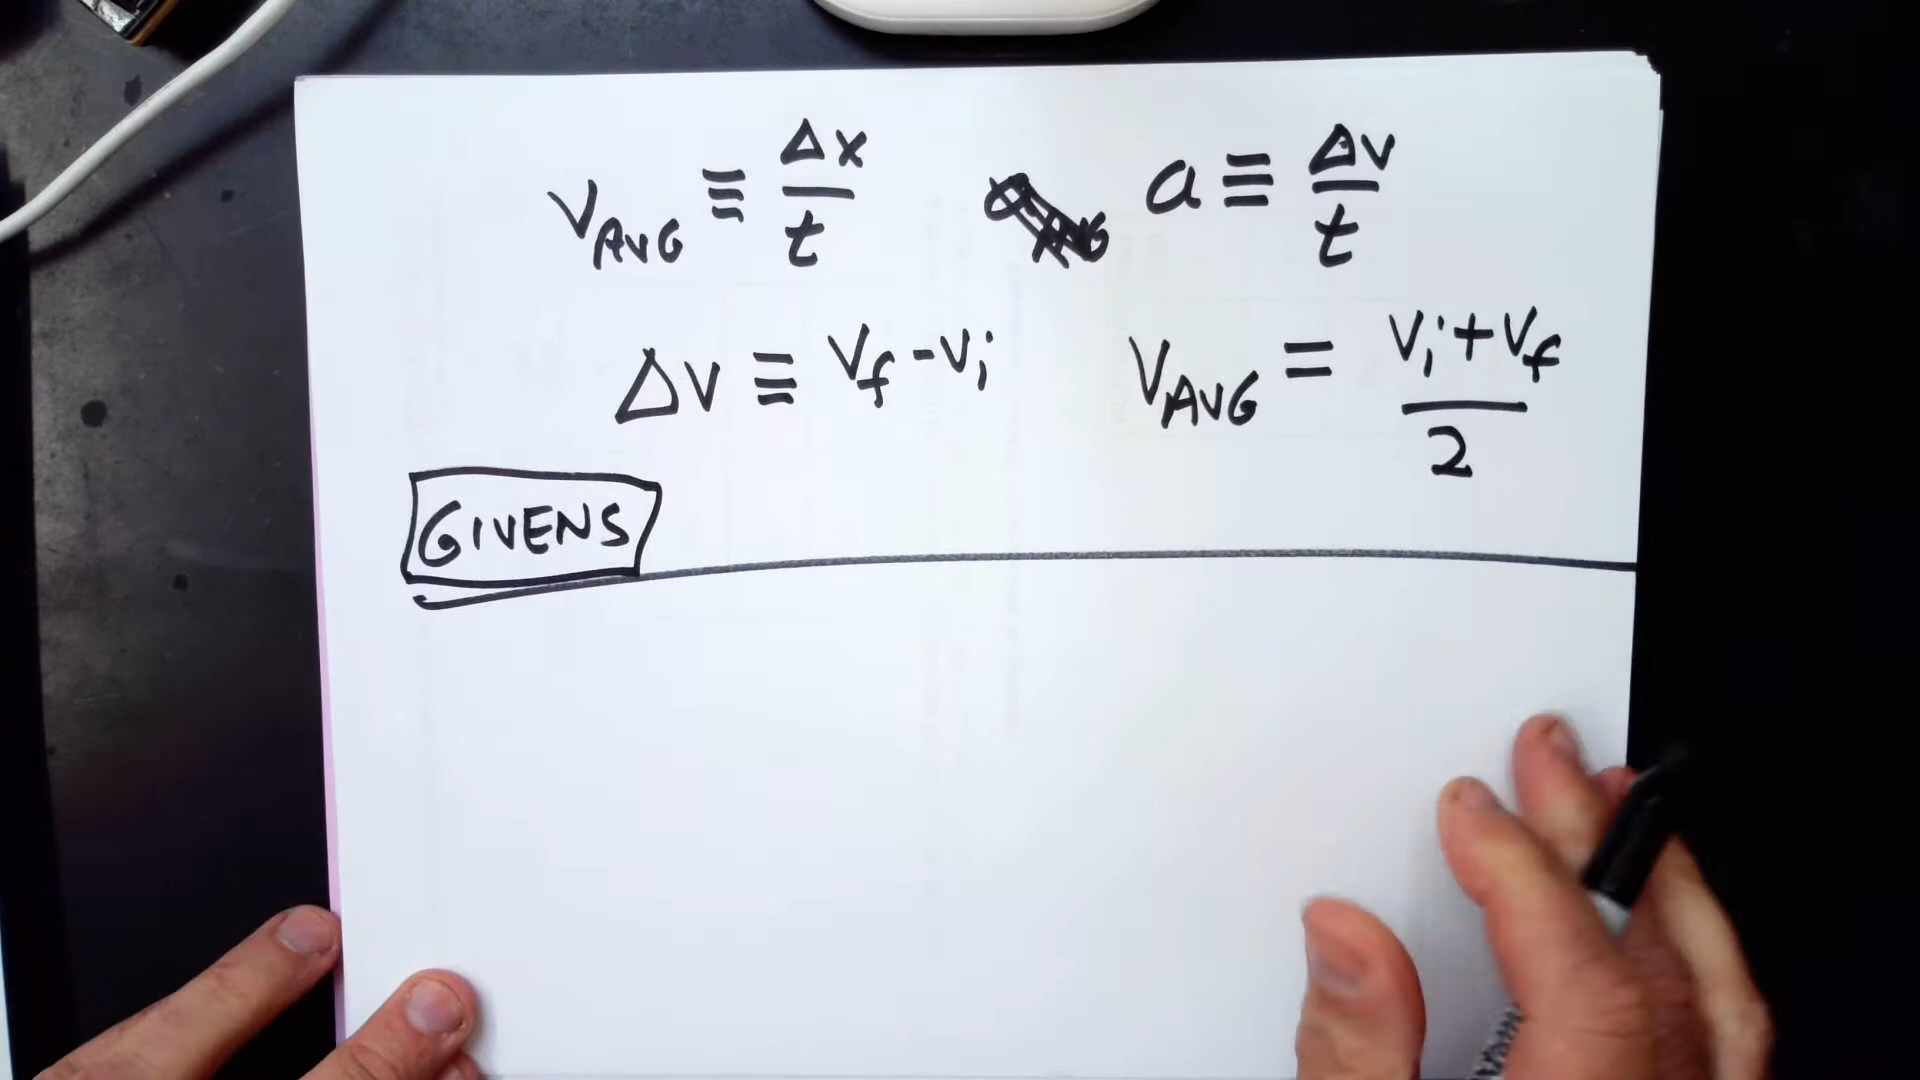 V_AVG ≡ Δx/t
a ≡ Δv/t
Δv ≡ v_f - v_i
V_AVG = (v_i + v_f)/2
GIVENS